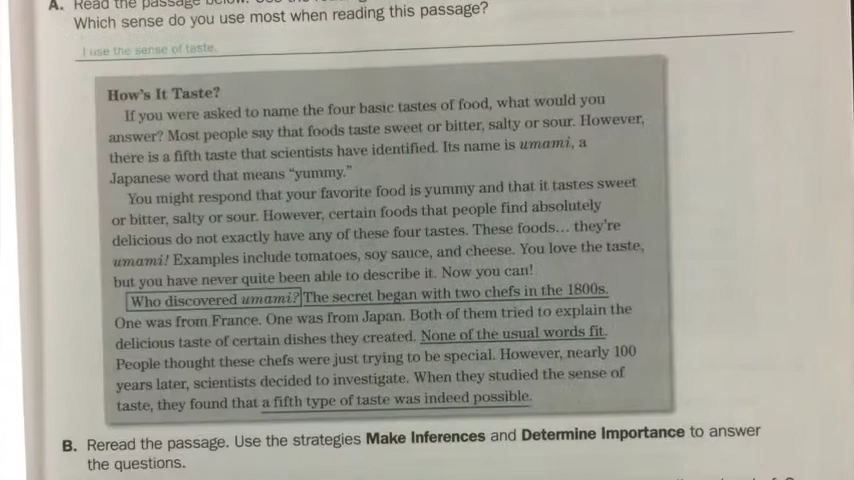 A. Read the passage below.
Which sense do you use most when reading this passage?
I use the sense of taste.
How's It Taste?
If you were asked to name the four basic tastes of food, what would you
answer? Most people say that foods taste sweet or bitter, salty or sour. However,
there is a fifth taste that scientists have identified. Its name is umami, a
Japanese word that means "yummy."
You might respond that your favorite food is yummy and that it tastes sweet
or bitter, salty or sour. However, certain foods that people find absolutely
delicious do not exactly have any of these four tastes. These foods... they're
umami! Examples include tomatoes, soy sauce, and cheese. You love the taste,
but you have never quite been able to describe it. Now you can!
Who discovered umami? The secret began with two chefs in the 1800s.
One was from France. One was from Japan. Both of them tried to explain the
delicious taste of certain dishes they created. None of the usual words fit.
People thought these chefs were just trying to be special. However, nearly 100
years later, scientists decided to investigate. When they studied the sense of
taste, they found that a fifth type of taste was indeed possible.
B. Reread the passage. Use the strategies Make Inferences and Determine Importance to answer
the questions.